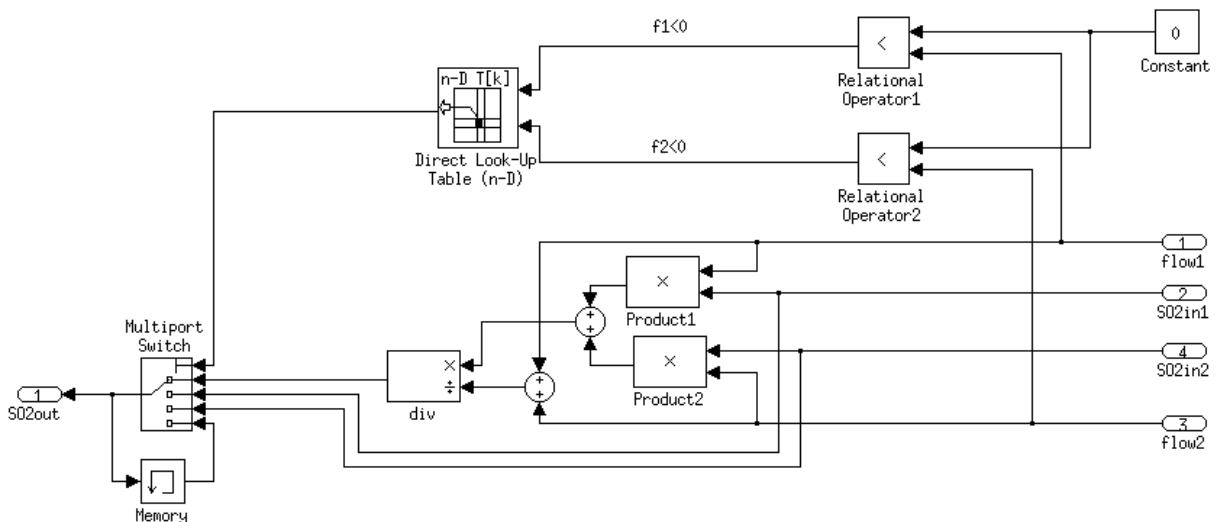 f1<0
<
0
n-D T[k]
Relational
Operator1
Constant
f2<0
<
Direct Look-Up
Table (n-D)
Relational
Operator2
1
flow1
×
2
SO2in1
+
+
Product1
Multiport
Switch
×
4
SO2in2
×
÷
+
+
Product2
1
SO2out
div
3
flow2
Memory